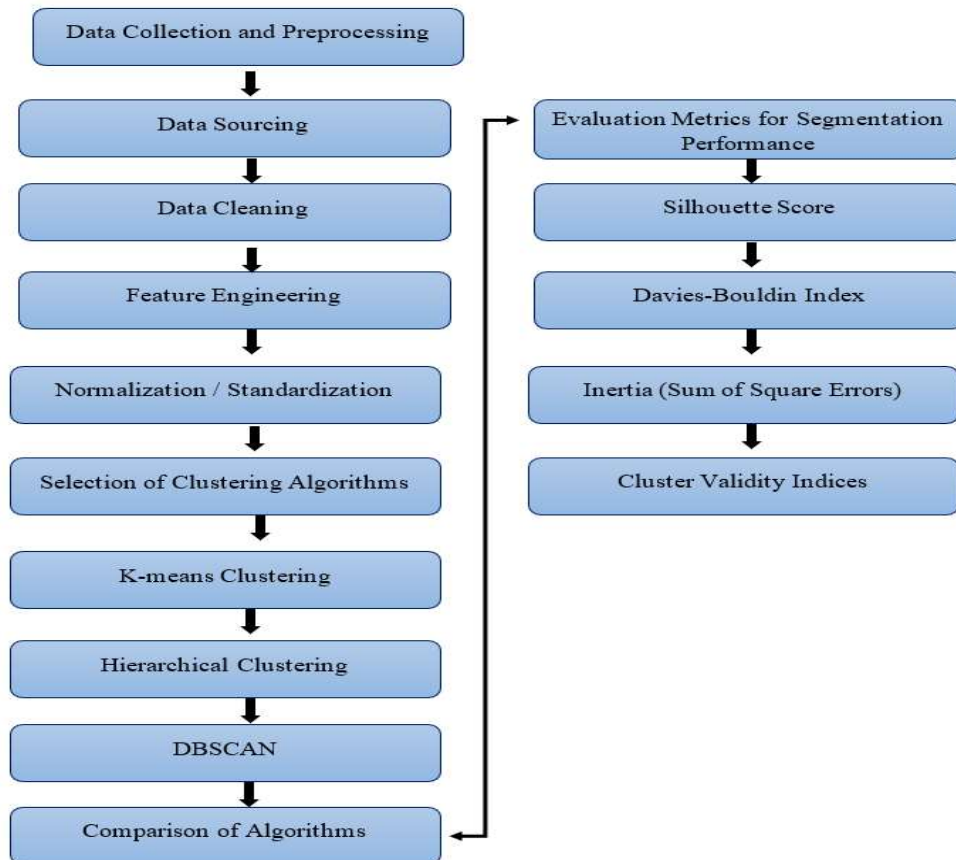 Data Collection and Preprocessing
Data Sourcing
Data Cleaning
Feature Engineering
Normalization / Standardization
Selection of Clustering Algorithms
K-means Clustering
Hierarchical Clustering
DBSCAN
Comparison of Algorithms
Evaluation Metrics for Segmentation
Performance
Silhouette Score
Davies-Bouldin Index
Inertia (Sum of Square Errors)
Cluster Validity Indices